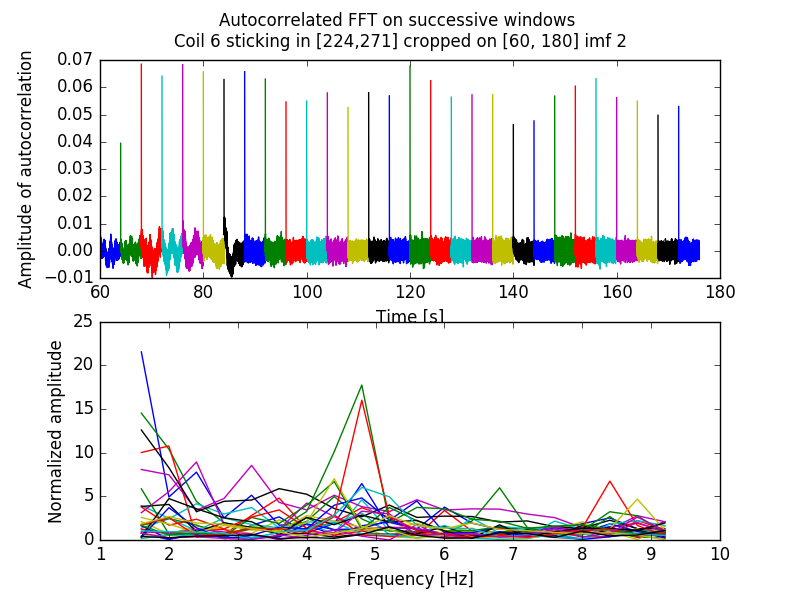 Autocorrelated FFT on successive windows
Coil 6 sticking in [224,271] cropped on [60, 180] imf 2
Amplitude of autocorrelation
0.07
0.06
0.05
0.04
0.03
0.02
0.01
0.00
−0.01
60 80 100 120 140 160 180
Time [s]
Normalized amplitude
25
20
15
10
5
0
1 2 3 4 5 6 7 8 9 10
Frequency [Hz]